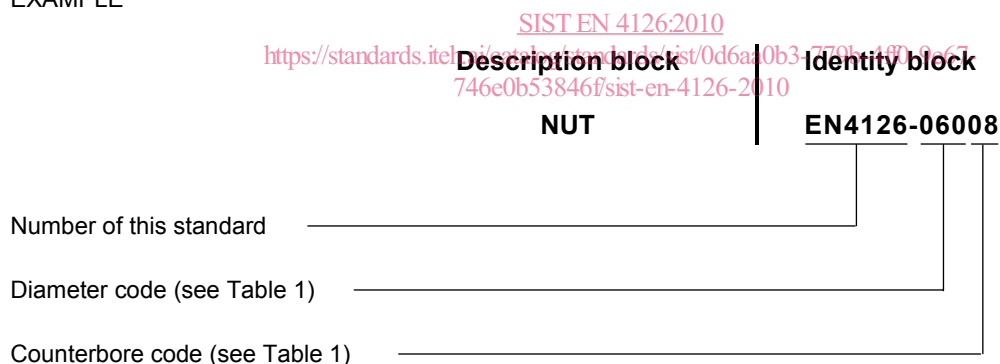 EXAMPLE
SIST EN 4126:2010
https://standards.iteh.ai/catalog/standards/sist/0d6aa0b3-779b-4ff0-9a67-
Description block Identity block
746e0b53846f/sist-en-4126-2010
NUT EN4126-06008
Number of this standard
Diameter code (see Table 1)
Counterbore code (see Table 1)